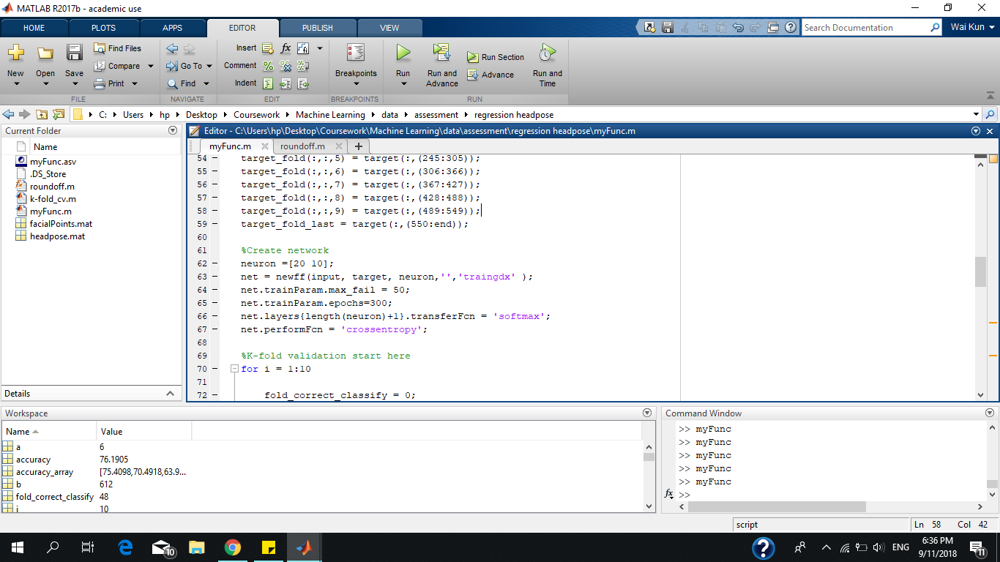 MATLAB R2017b - academic use
HOME PLOTS APPS EDITOR PUBLISH VIEW
Search Documentation
Wai Kun
New
Open
Save
Find Files
Compare
Print
FILE
Go To
Find
NAVIGATE
Insert fx
Comment
Indent
EDIT
Breakpoints
BREAKPOINTS
Run
Run and Advance
Run Section
Advance
Run and Time
RUN
C: Users hp Desktop Coursework Machine Learning data assessment regression headpose
Current Folder
Name
myFunc.asv
.DS_Store
roundoff.m
k-fold_cv.m
myFunc.m
facialPoints.mat
headpose.mat
Details
Editor - C:\Users\hp\Desktop\Coursework\Machine Learning\data\assessment\regression headpose\myFunc.m
myFunc.m roundoff.m +
54 – target_fold(:,:,5) = target(:,(245:305));
55 – target_fold(:,:,6) = target(:,(306:366));
56 – target_fold(:,:,7) = target(:,(367:427));
57 – target_fold(:,:,8) = target(:,(428:488));
58 – target_fold(:,:,9) = target(:,(489:549));
59 – target_fold_last = target(:,(550:end));
60
61 %Create network
62 – neuron =[20 10];
63 – net = newff(input, target, neuron,'','traingdx' );
64 – net.trainParam.max_fail = 50;
65 – net.trainParam.epochs=300;
66 – net.layers{length(neuron)+1}.transferFcn = 'softmax';
67 – net.performFcn = 'crossentropy';
68
69 %K-fold validation start here
70 – for i = 1:10
71
72 – fold_correct_classify = 0;
Workspace
Name Value
a 6
accuracy 76.1905
accuracy_array [75.4098,70.4918,63.9...
b 612
fold_correct_classify 48
i 10
Command Window
>> myFunc
>> myFunc
>> myFunc
>> myFunc
>> myFunc
fx >>
script
Ln 58 Col 42
10
ENG
6:36 PM
9/11/2018
11